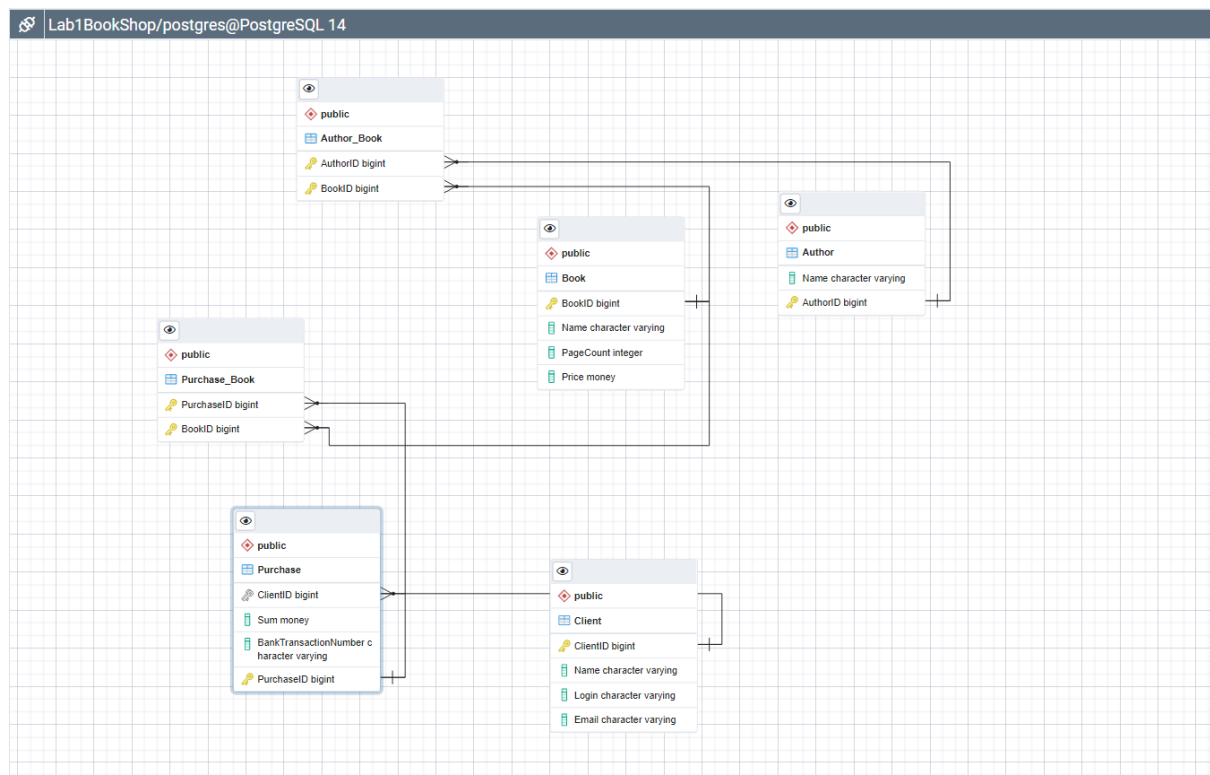 Lab1BookShop/postgres@PostgreSQL 14
public
Author_Book
AuthorID bigint
BookID bigint
public
Author
Name character varying
AuthorID bigint
public
Book
BookID bigint
Name character varying
PageCount integer
Price money
public
Purchase_Book
PurchaseID bigint
BookID bigint
public
Purchase
ClientID bigint
Sum money
BankTransactionNumber c
haracter varying
PurchaseID bigint
public
Client
ClientID bigint
Name character varying
Login character varying
Email character varying